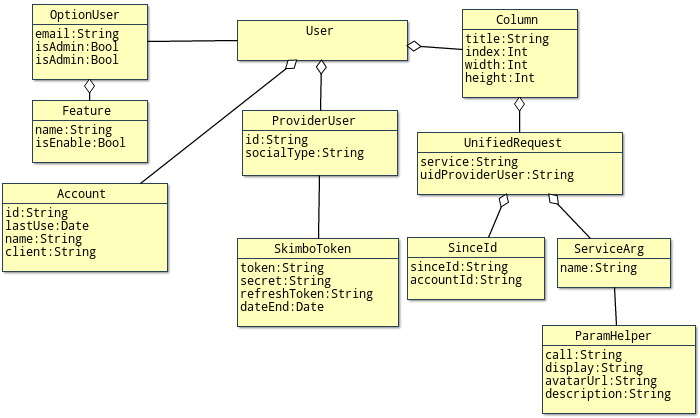 OptionUser
email:String
isAdmin:Bool
isAdmin:Bool
User
Column
title:String
index:Int
width:Int
height:Int
Feature
name:String
isEnable:Bool
ProviderUser
id:String
socialType:String
UnifiedRequest
service:String
uidProviderUser:String
Account
id:String
lastUse:Date
name:String
client:String
SkimboToken
token:String
secret:String
refreshToken:String
dateEnd:Date
SinceId
sinceId:String
accountId:String
ServiceArg
name:String
ParamHelper
call:String
display:String
avatarUrl:String
description:String